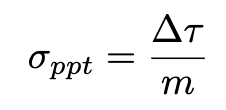 σ_ppt = Δτ / m